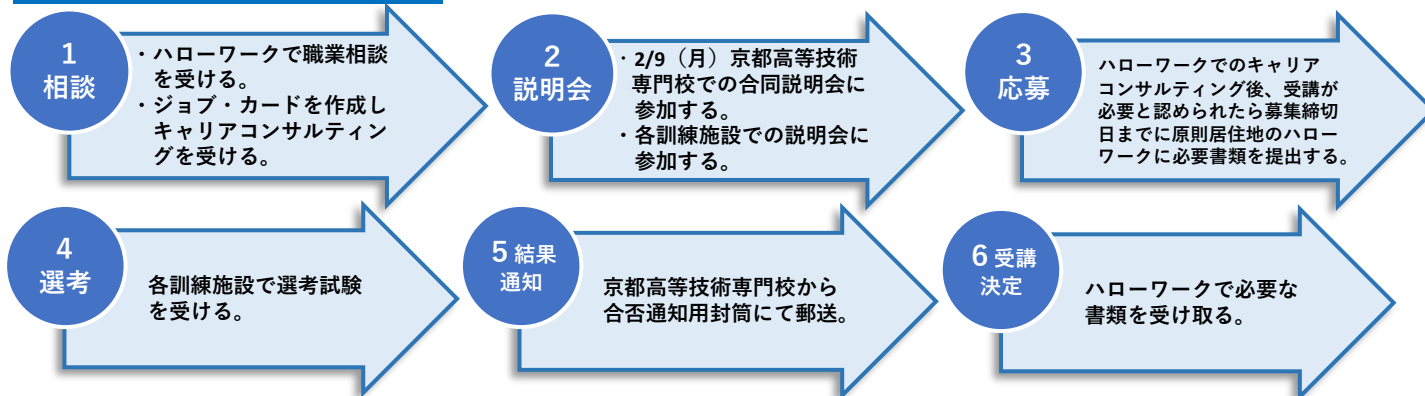 1
相談
・ハローワークで職業相談
を受ける。
・ジョブ・カードを作成し
キャリアコンサルティン
グを受ける。
2
説明会
・2/9（月）京都高等技術
専門校での合同説明会に
参加する。
・各訓練施設での説明会に
参加する。
3
応募
ハローワークでのキャリア
コンサルティング後、受講が
必要と認められたら募集締切
日までに原則居住地のハロー
ワークに必要書類を提出する。
4
選考
各訓練施設で選考試験
を受ける。
5 結果
通知
京都高等技術専門校から
合否通知用封筒にて郵送。
6 受講
決定
ハローワークで必要な
書類を受け取る。